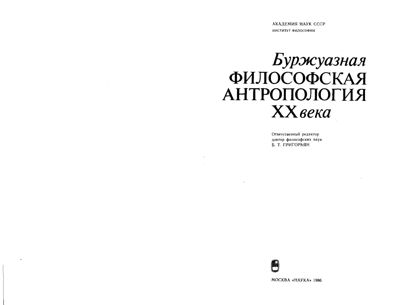 АКАДЕМИЯ НАУК СССР
ИНСТИТУТ ФИЛОСОФИИ
Буржуазная
ФИЛОСОФСКАЯ
АНТРОПОЛОГИЯ
XX века
Ответственный редактор
доктор философских наук
Б. Т. ГРИГОРЬЯН
МОСКВА «НАУКА» 1986